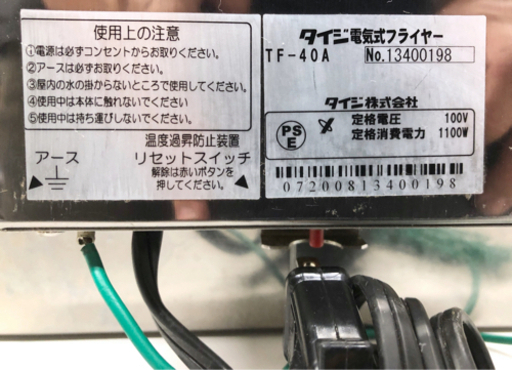 使用上の注意
①電源は必ずコンセントからお取りください。
②アースは必ずお取りください。
③屋内の水の掛からないところで使用してください。
④使用中は本体に触れないでください
⑤使用中は持ち運びしないでください。
温度過昇防止装置
アース
リセットスイッチ
解除は赤いボタンを
押してください。
タイジ電気式フライヤー
TF-40A
No.13400198
タイジ株式会社
PS
E
定格電圧 100V
定格消費電力 1100W
07200813400198